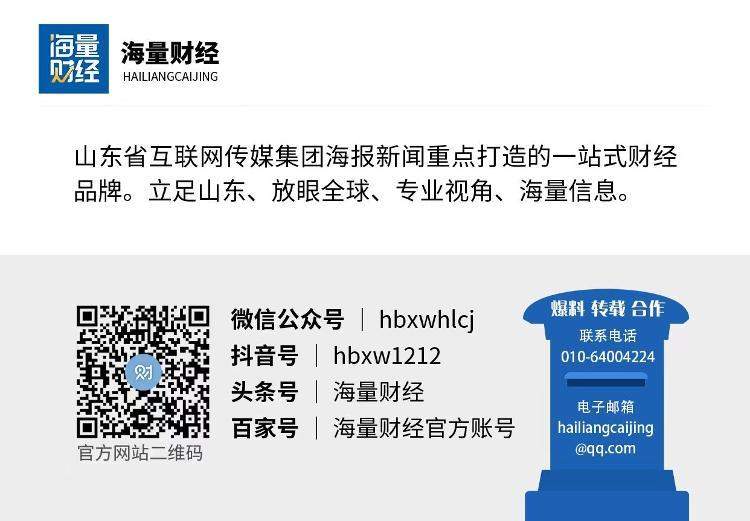 海量
财经
海量财经
HAILIANGCAIJING
山东省互联网传媒集团海报新闻重点打造的一站式财经
品牌。立足山东、放眼全球、专业视角、海量信息。
微信公众号｜hbxwhlcj
抖音号｜hbxw1212
头条号｜海量财经
百家号｜海量财经官方账号
财
官方网站二维码
爆料 转载 合作
联系电话
010-64004224
电子邮箱
hailiangcaijing
@qq.com